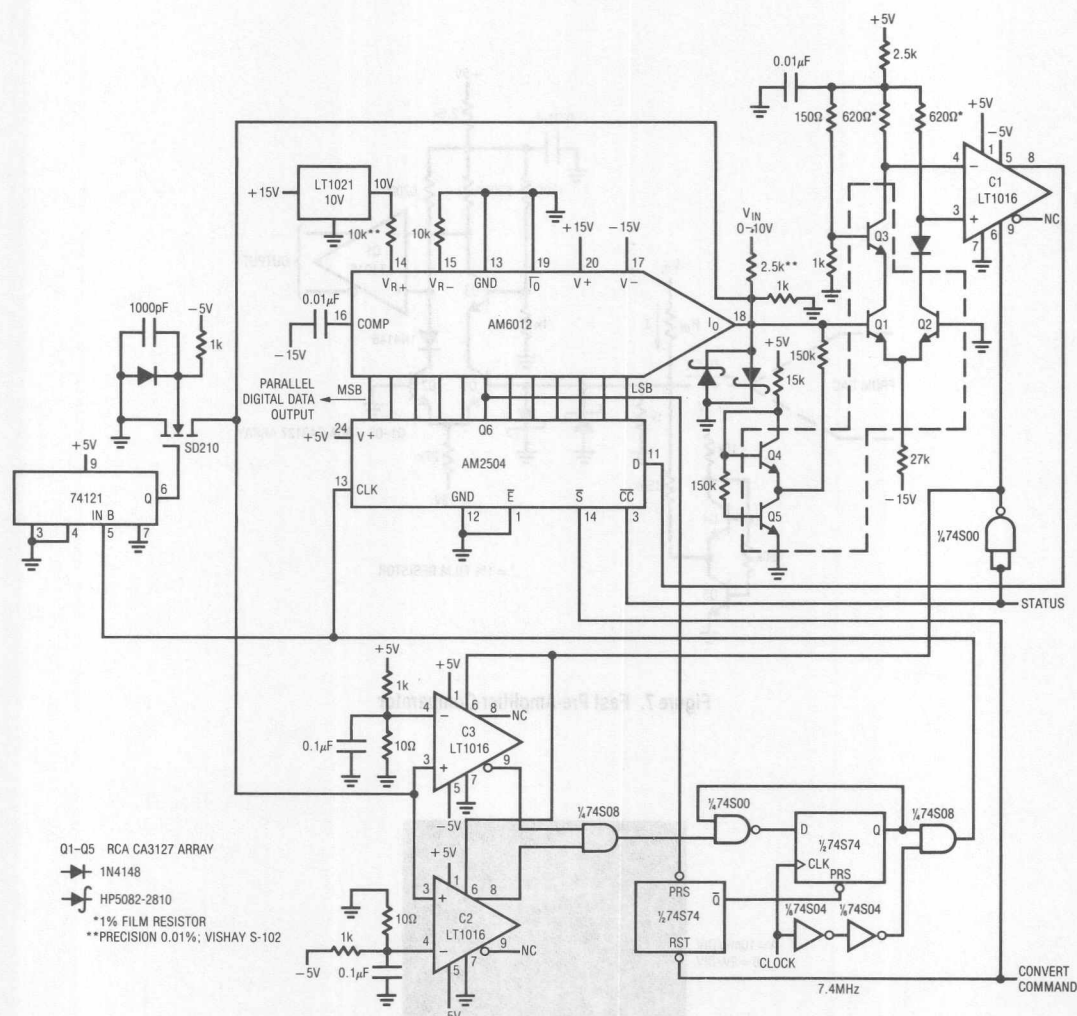 +5V
2.5k
0.01µF
150Ω
620Ω*
620Ω*
+5V
−5V
4
−
1
5
8
C1
LT1016
3
+
7
6
9
NC
LT1021
10V
10V
+15V
10k**
10k
+15V
−15V
VIN
0–10V
2.5k**
1k
Q3
1k
14
15
13
19
20
17
VR+
VR−
GND
I0
V+
V−
0.01µF
16
COMP
AM6012
I0
18
−15V
Q1
Q2
1000pF
−5V
1k
+5V
150k
15k
PARALLEL
DIGITAL DATA
OUTPUT
MSB
LSB
Q6
SD210
+5V
24
V+
AM2504
D
11
Q4
150k
Q5
27k
−15V
+5V
9
6
Q
74121
IN B
3
4
5
7
13
CLK
GND
E
S
CC
12
1
14
3
¼74S00
STATUS
+5V
1k
+5V
1
6
8
NC
4
−
C3
LT1016
0.1µF
10Ω
3
+
9
5
7
−5V
+5V
Figure 7. Fast Pre-Amplifier Comparator
¼74S08
¼74S00
¼74S08
D
Q
½74S74
CLK
PRS
Q1–Q5 RCA CA3127 ARRAY
1N4148
HP5082-2810
*1% FILM RESISTOR
**PRECISION 0.01%; VISHAY S-102
3
+
1
6
8
C2
LT1016
10Ω
1k
4
−
9
NC
−5V
0.1µF
5
7
−5V
PRS
Q
½74S74
RST
⅙74S04
⅙74S04
CLOCK
7.4MHz
CONVERT
COMMAND